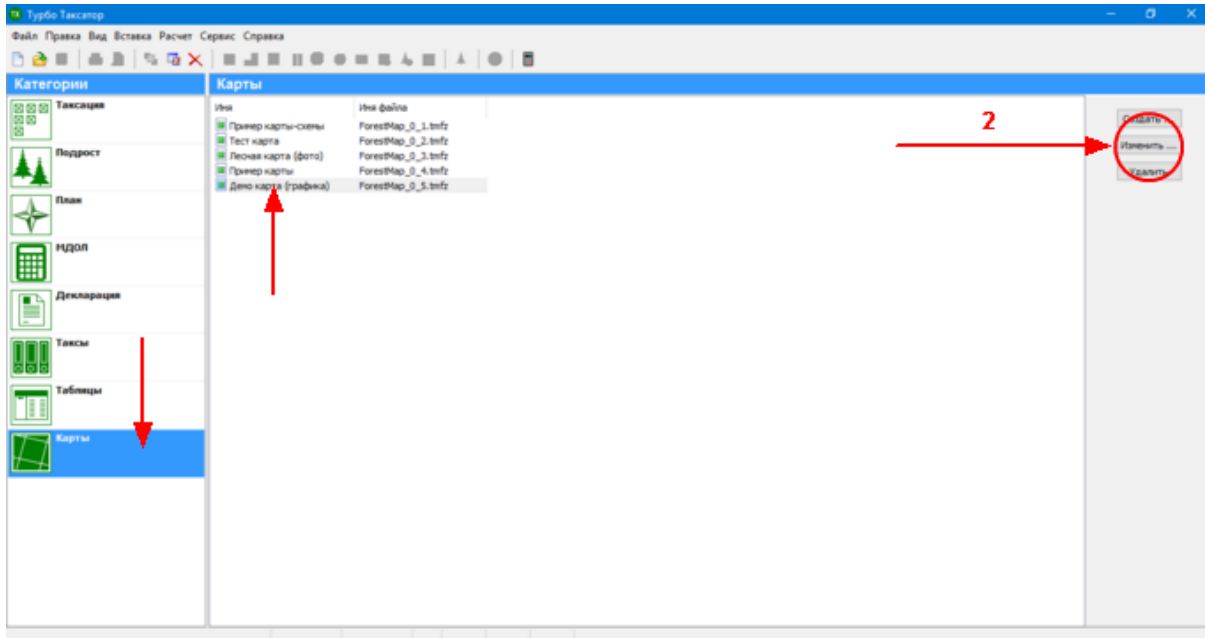 Турбо Таксатор
Файл Правка Вид Вставка Расчет Сервис Справка
Категории
Таксация
Подрост
План
МДОЛ
Декларация
Таксы
Таблицы
Карты
Карты
Имя Имя файла
Пример карты-схемы ForestMap_0_1.tmfz
Тест карта ForestMap_0_2.tmfz
Лесная карта (фото) ForestMap_0_3.tmfz
Пример карты ForestMap_0_4.tmfz
Демо карта (графика) ForestMap_0_5.tmfz
2
Создать
Изменить ...
Удалить